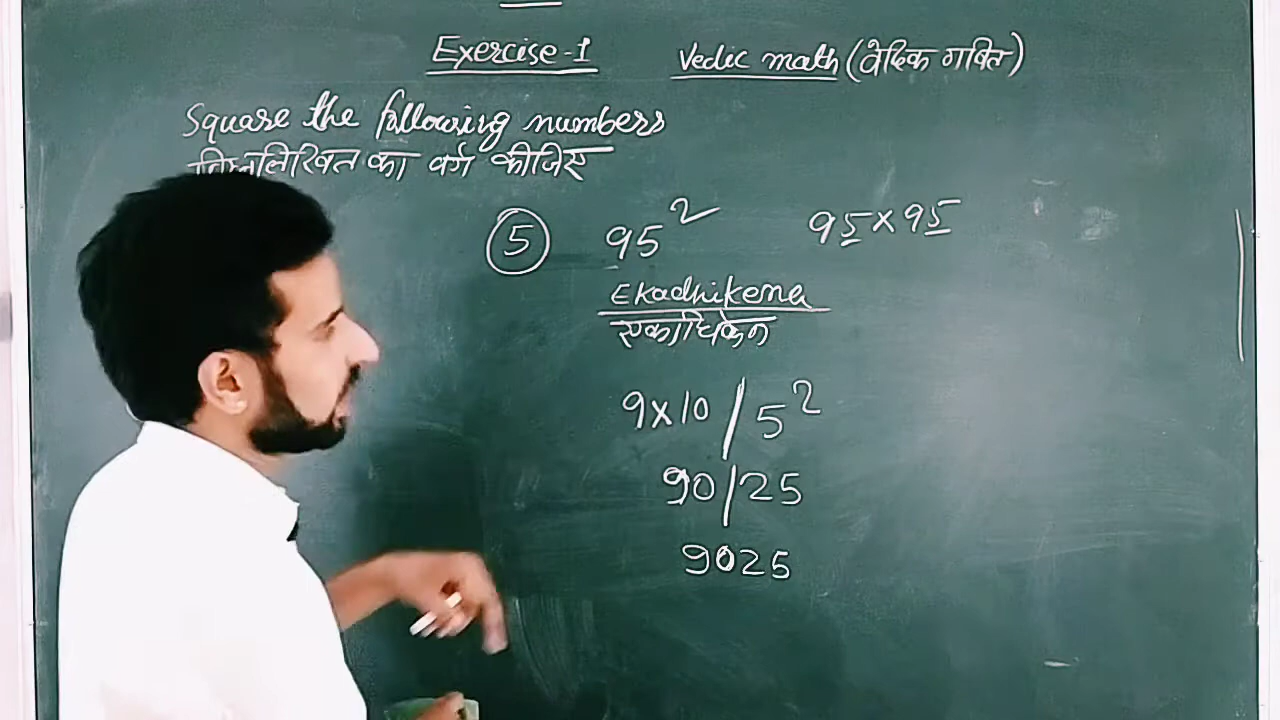 Exercise-1 Vedic math (वैदिक गणित)
Square the following numbers
निम्नलिखित का वर्ग कीजिए
5 95² 95×95
Ekadhikena
एकाधिकेन
9×10/5²
90/25
9025